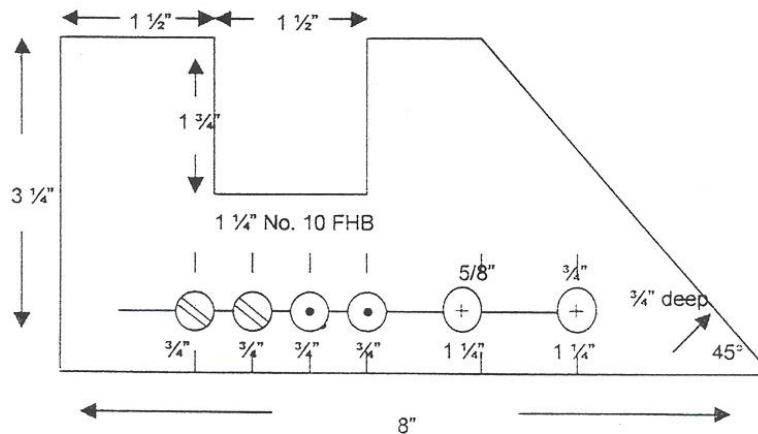 1 ½” 1 ½”
1 ¾”
3 ¼”
1 ¼” No. 10 FHB
5/8” ¾”
¾” deep
¾” ¾” ¾” ¾” 1 ¼” 1 ¼” 45°
8”